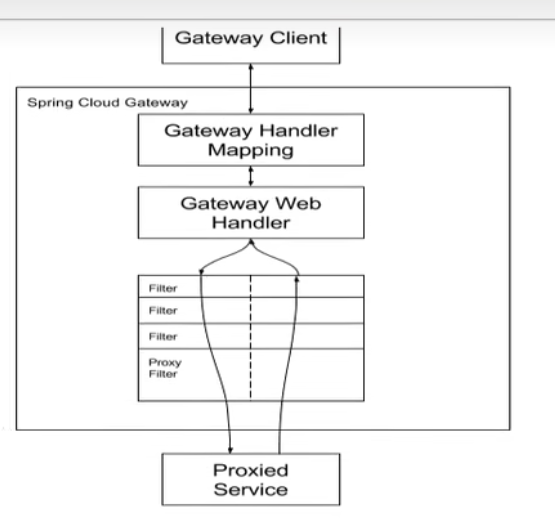 Gateway Client
Spring Cloud Gateway
Gateway Handler
Mapping
Gateway Web
Handler
Filter
Filter
Filter
Proxy
Filter
Proxied
Service